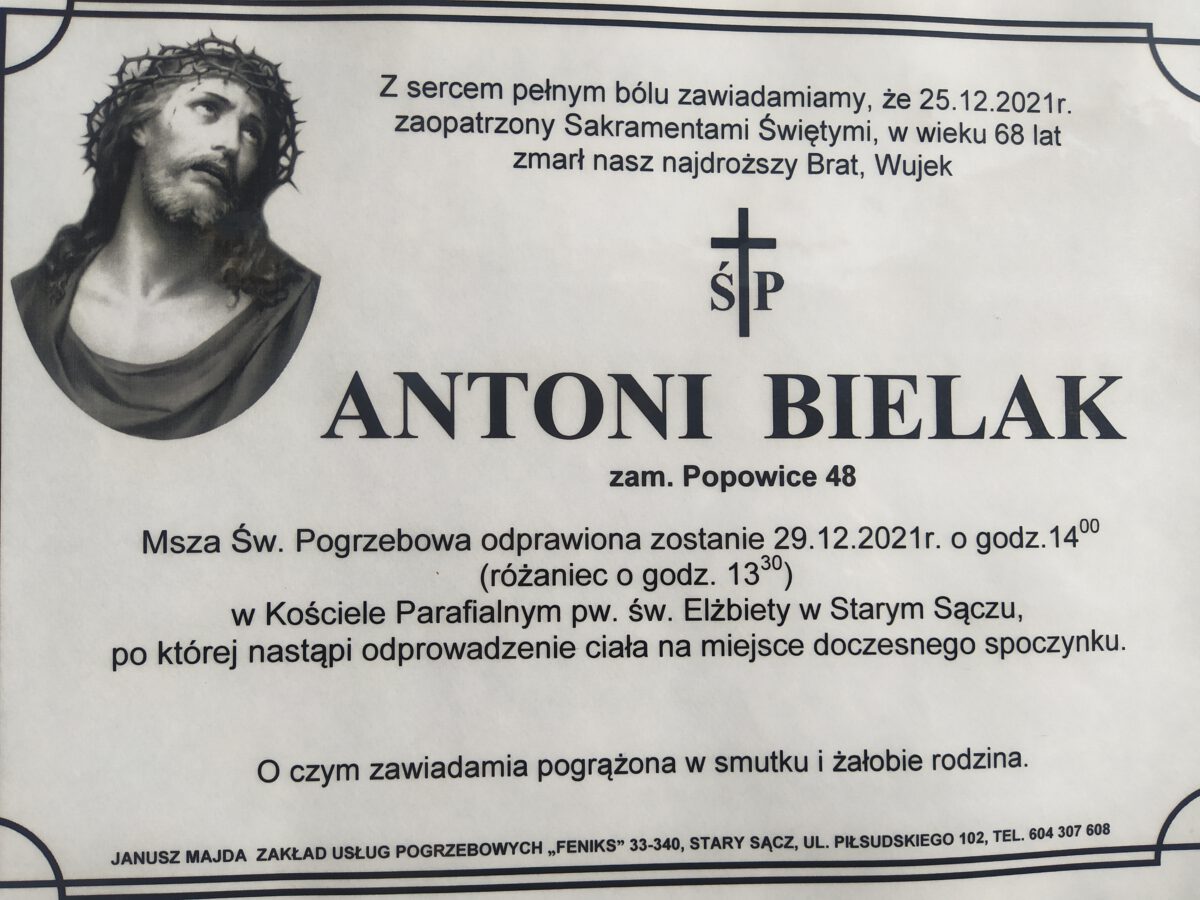 Z sercem pełnym bólu zawiadamiamy, że 25.12.2021r.
zaopatrzony Sakramentami Świętymi, w wieku 68 lat
zmarł nasz najdroższy Brat, Wujek
Ś P
ANTONI BIELAK
zam. Popowice 48
Msza Św. Pogrzebowa odprawiona zostanie 29.12.2021r. o godz.14⁰⁰
(różaniec o godz. 13³⁰)
w Kościele Parafialnym pw. św. Elżbiety w Starym Sączu,
po której nastąpi odprowadzenie ciała na miejsce doczesnego spoczynku.
O czym zawiadamia pogrążona w smutku i żałobie rodzina.
JANUSZ MAJDA ZAKŁAD USŁUG POGRZEBOWYCH „FENIKS” 33-340, STARY SĄCZ, UL. PIŁSUDSKIEGO 102, TEL. 604 307 608